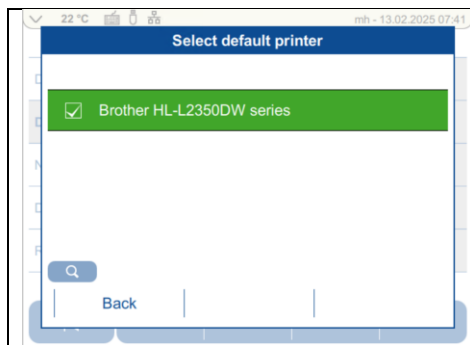 22 °C
mh - 13.02.2025 07:41
Select default printer
Brother HL-L2350DW series
Back